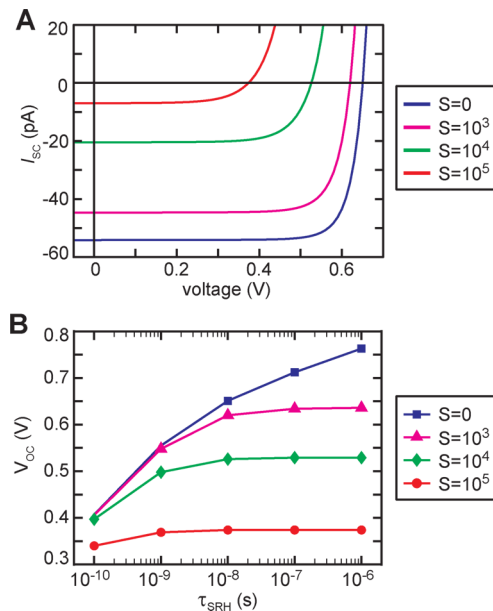 A
20
0
-20
-40
-60
I_SC (pA)
0
0.2
0.4
0.6
voltage (V)
S=0
S=10³
S=10⁴
S=10⁵
B
0.8
0.7
0.6
0.5
0.4
0.3
V_OC (V)
10⁻¹⁰
10⁻⁹
10⁻⁸
10⁻⁷
10⁻⁶
τ_SRH (s)
S=0
S=10³
S=10⁴
S=10⁵